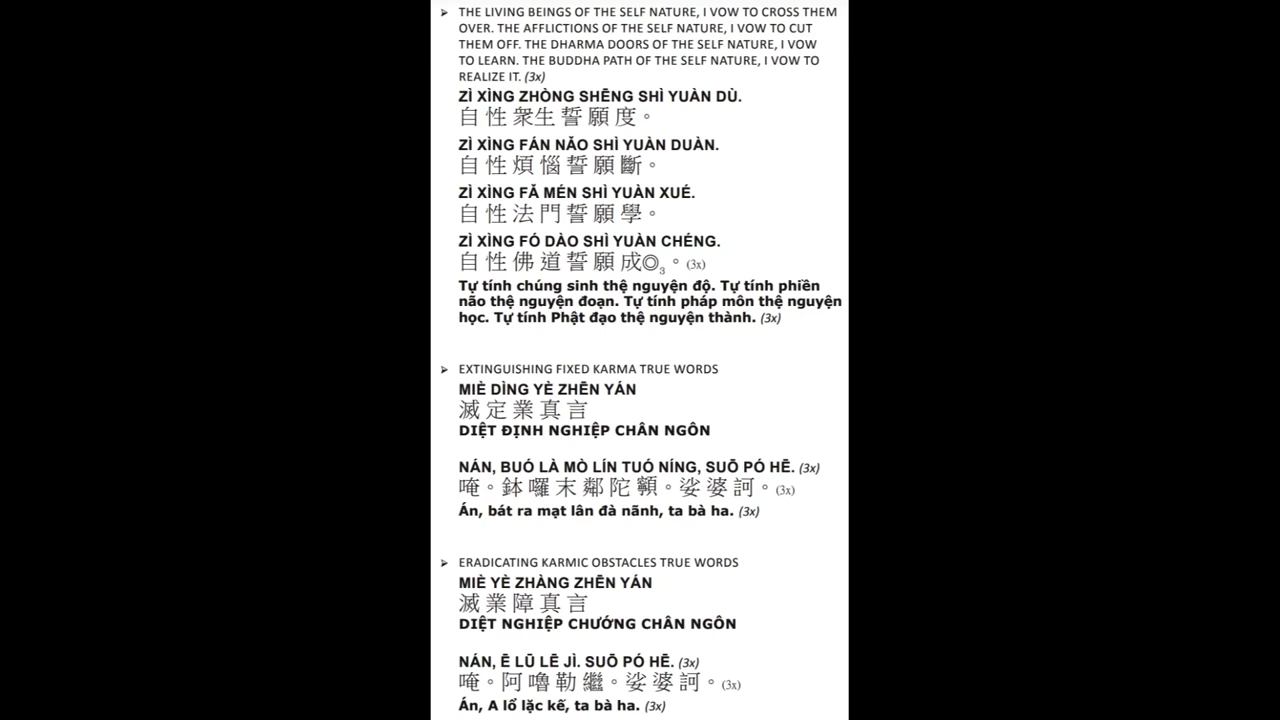 ➢ THE LIVING BEINGS OF THE SELF NATURE, I VOW TO CROSS THEM
OVER. THE AFFLICTIONS OF THE SELF NATURE, I VOW TO CUT
THEM OFF. THE DHARMA DOORS OF THE SELF NATURE, I VOW
TO LEARN. THE BUDDHA PATH OF THE SELF NATURE, I VOW TO
REALIZE IT. (3x)
ZÌ XÌNG ZHÒNG SHĒNG SHÌ YUÀN DÙ.
自性衆生誓願度。
ZÌ XÌNG FÁN NǍO SHÌ YUÀN DUÀN.
自性煩惱誓願斷。
ZÌ XÌNG FǍ MÉN SHÌ YUÀN XUÉ.
自性法門誓願學。
ZÌ XÌNG FÓ DÀO SHÌ YUÀN CHÉNG.
自性佛道誓願成◎3。(3x)
Tự tính chúng sinh thệ nguyện độ. Tự tính phiền
não thệ nguyện đoạn. Tự tính pháp môn thệ nguyện
học. Tự tính Phật đạo thệ nguyện thành. (3x)
➢ EXTINGUISHING FIXED KARMA TRUE WORDS
MIÈ DÌNG YÈ ZHĒN YÁN
滅定業真言
DIỆT ĐỊNH NGHIỆP CHÂN NGÔN
NÁN, BUÓ LÀ MÒ LÍN TUÓ NÍNG, SUŌ PÓ HĒ. (3x)
唵。鉢囉末鄰陀。娑婆訶。(3x)
Án, bát ra mạt lân đà nãnh, ta bà ha. (3x)
➢ ERADICATING KARMIC OBSTACLES TRUE WORDS
MIÈ YÈ ZHÀNG ZHĒN YÁN
滅業障真言
DIỆT NGHIỆP CHƯỚNG CHÂN NGÔN
NÁN, Ē LŪ LĒ JÌ. SUŌ PÓ HĒ. (3x)
唵。阿嚕勒繼。娑婆訶。(3x)
Án, A lổ lặc kế, ta bà ha. (3x)